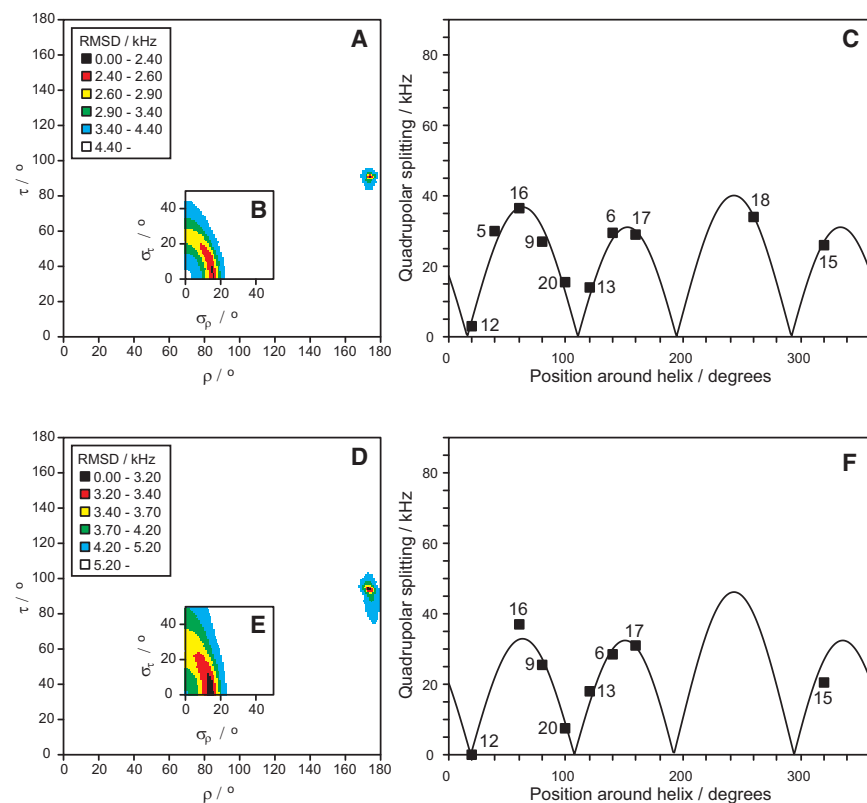 A
RMSD / kHz
0.00 - 2.40
2.40 - 2.60
2.60 - 2.90
2.90 - 3.40
3.40 - 4.40
4.40 -
180
160
140
120
100
80
60
40
20
0
τ / º
0 20 40 60 80 100 120 140 160 180
ρ / º
B
40
20
0
στ / º
0 20 40
σρ / º
C
80
60
40
20
0
Quadrupolar splitting / kHz
16
5
9
20
12
6
17
13
18
15
0 100 200 300
Position around helix / degrees
D
RMSD / kHz
0.00 - 3.20
3.20 - 3.40
3.40 - 3.70
3.70 - 4.20
4.20 - 5.20
5.20 -
180
160
140
120
100
80
60
40
20
0
τ / º
0 20 40 60 80 100 120 140 160 180
ρ / º
E
40
20
0
στ / º
0 20 40
σρ / º
F
80
60
40
20
0
Quadrupolar splitting / kHz
16
9
20
12
6
17
13
15
0 100 200 300
Position around helix / degrees